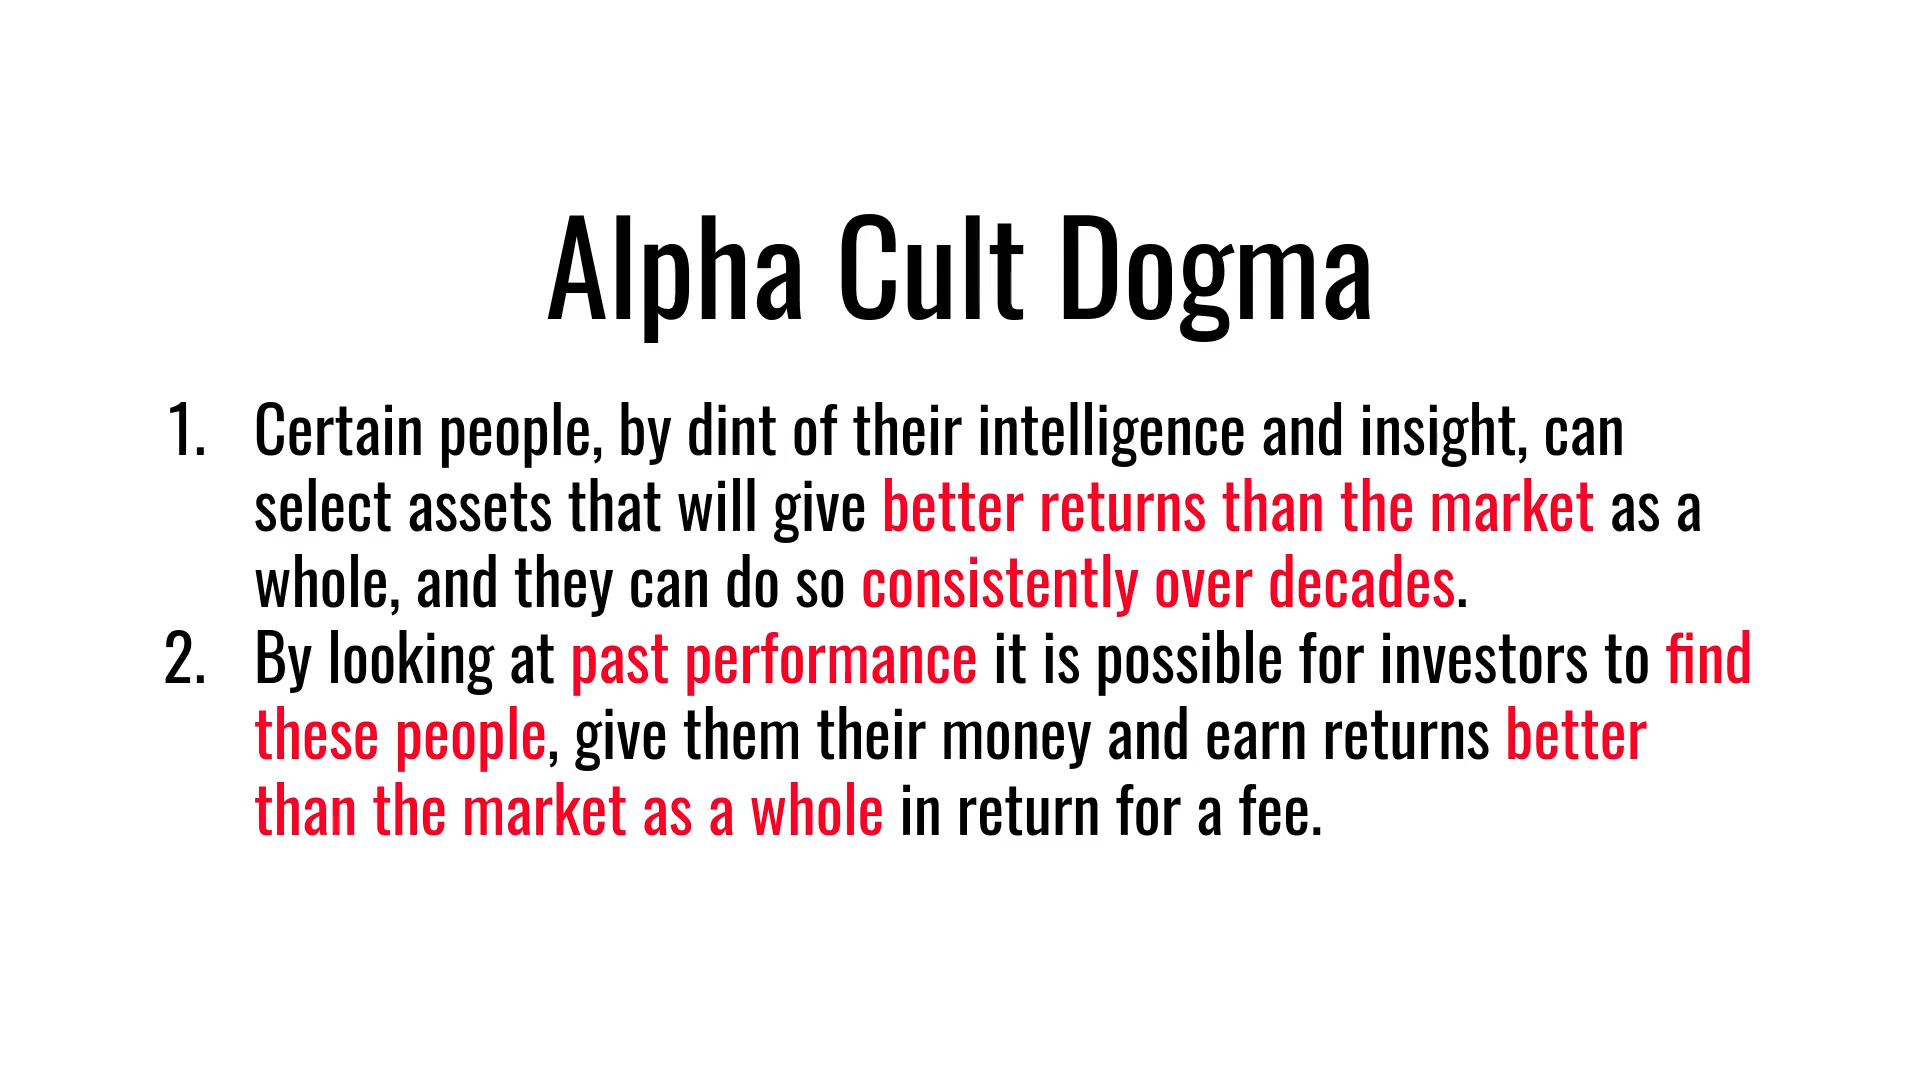 Alpha Cult Dogma
1. Certain people, by dint of their intelligence and insight, can
select assets that will give better returns than the market as a
whole, and they can do so consistently over decades.
2. By looking at past performance it is possible for investors to find
these people, give them their money and earn returns better
than the market as a whole in return for a fee.